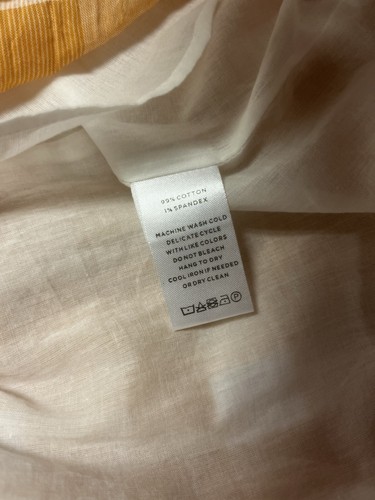 99% COTTON
1% SPANDEX
MACHINE WASH COLD
DELICATE CYCLE
WITH LIKE COLORS
DO NOT BLEACH
HANG TO DRY
COOL IRON IF NEEDED
OR DRY CLEAN
P